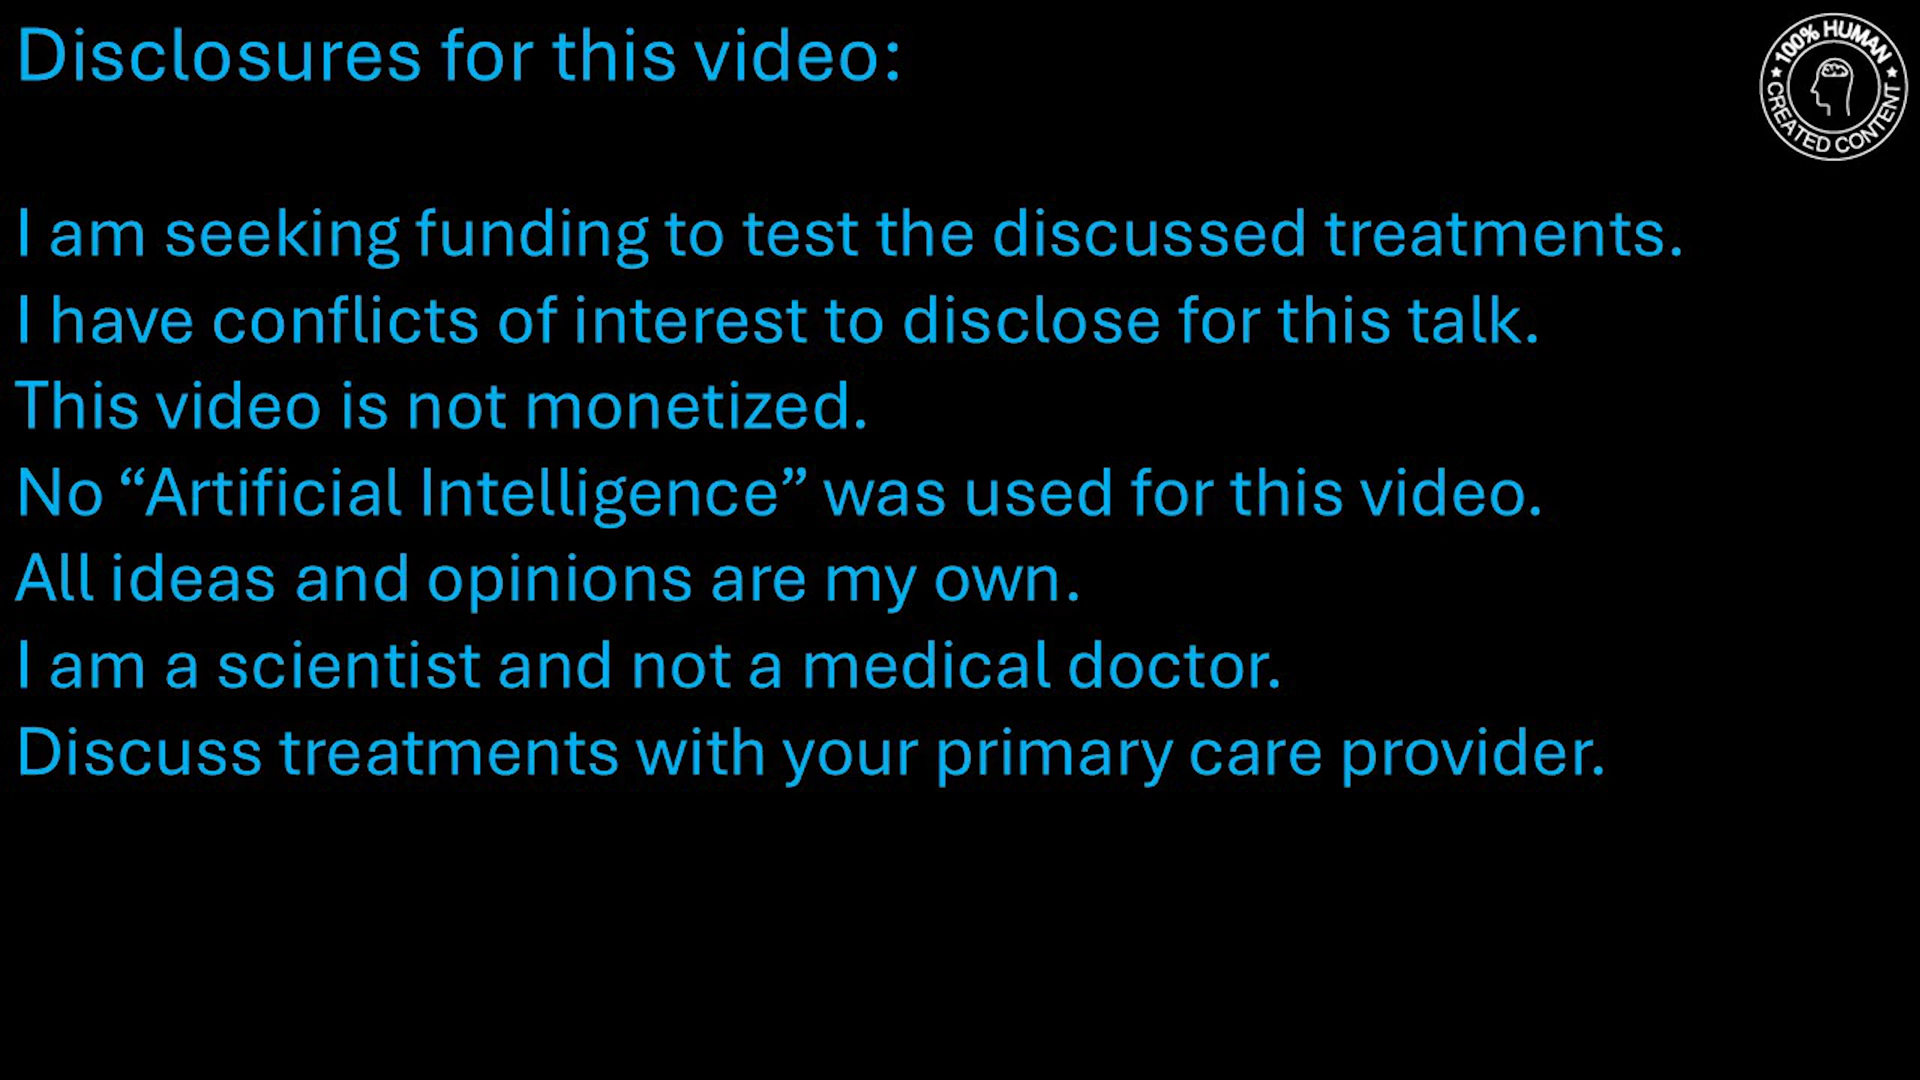 Disclosures for this video:
100% HUMAN
CREATED CONTENT
I am seeking funding to test the discussed treatments.
I have conflicts of interest to disclose for this talk.
This video is not monetized.
No “Artificial Intelligence” was used for this video.
All ideas and opinions are my own.
I am a scientist and not a medical doctor.
Discuss treatments with your primary care provider.